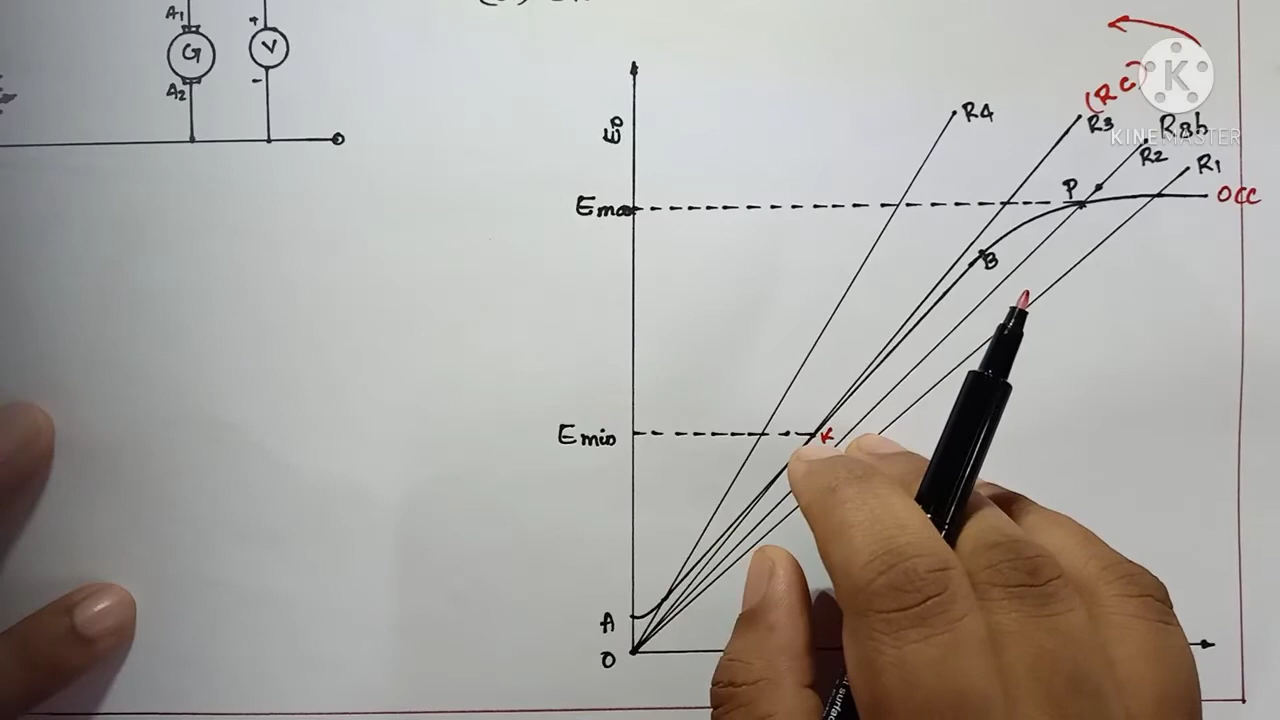 A1
G
A2
+
V
-
E0
Emax
Emin
A
O
K
B
P
R4
(RC)
R3
Rsh
R2
R1
OCC
K
KINEMASTER